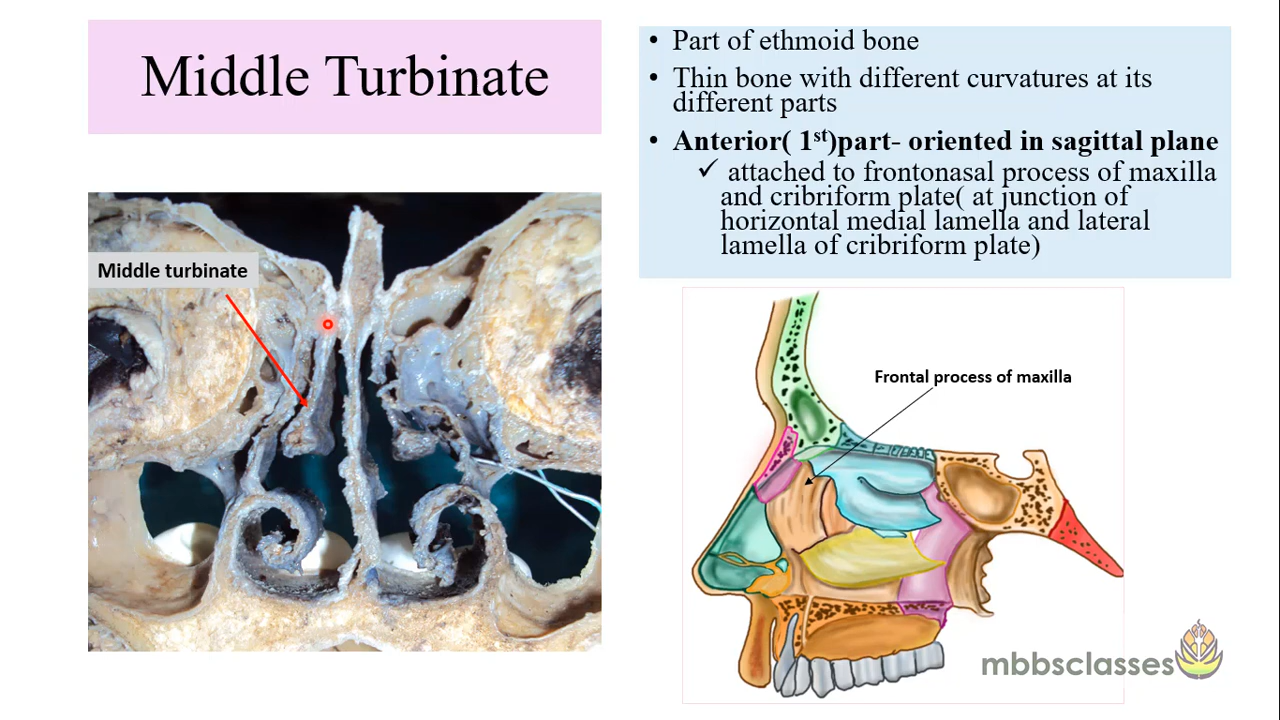 Middle Turbinate
• Part of ethmoid bone
• Thin bone with different curvatures at its
different parts
• Anterior( 1st)part- oriented in sagittal plane
✓ attached to frontonasal process of maxilla
and cribriform plate( at junction of
horizontal medial lamella and lateral
lamella of cribriform plate)
Middle turbinate
Frontal process of maxilla
mbbsclasses